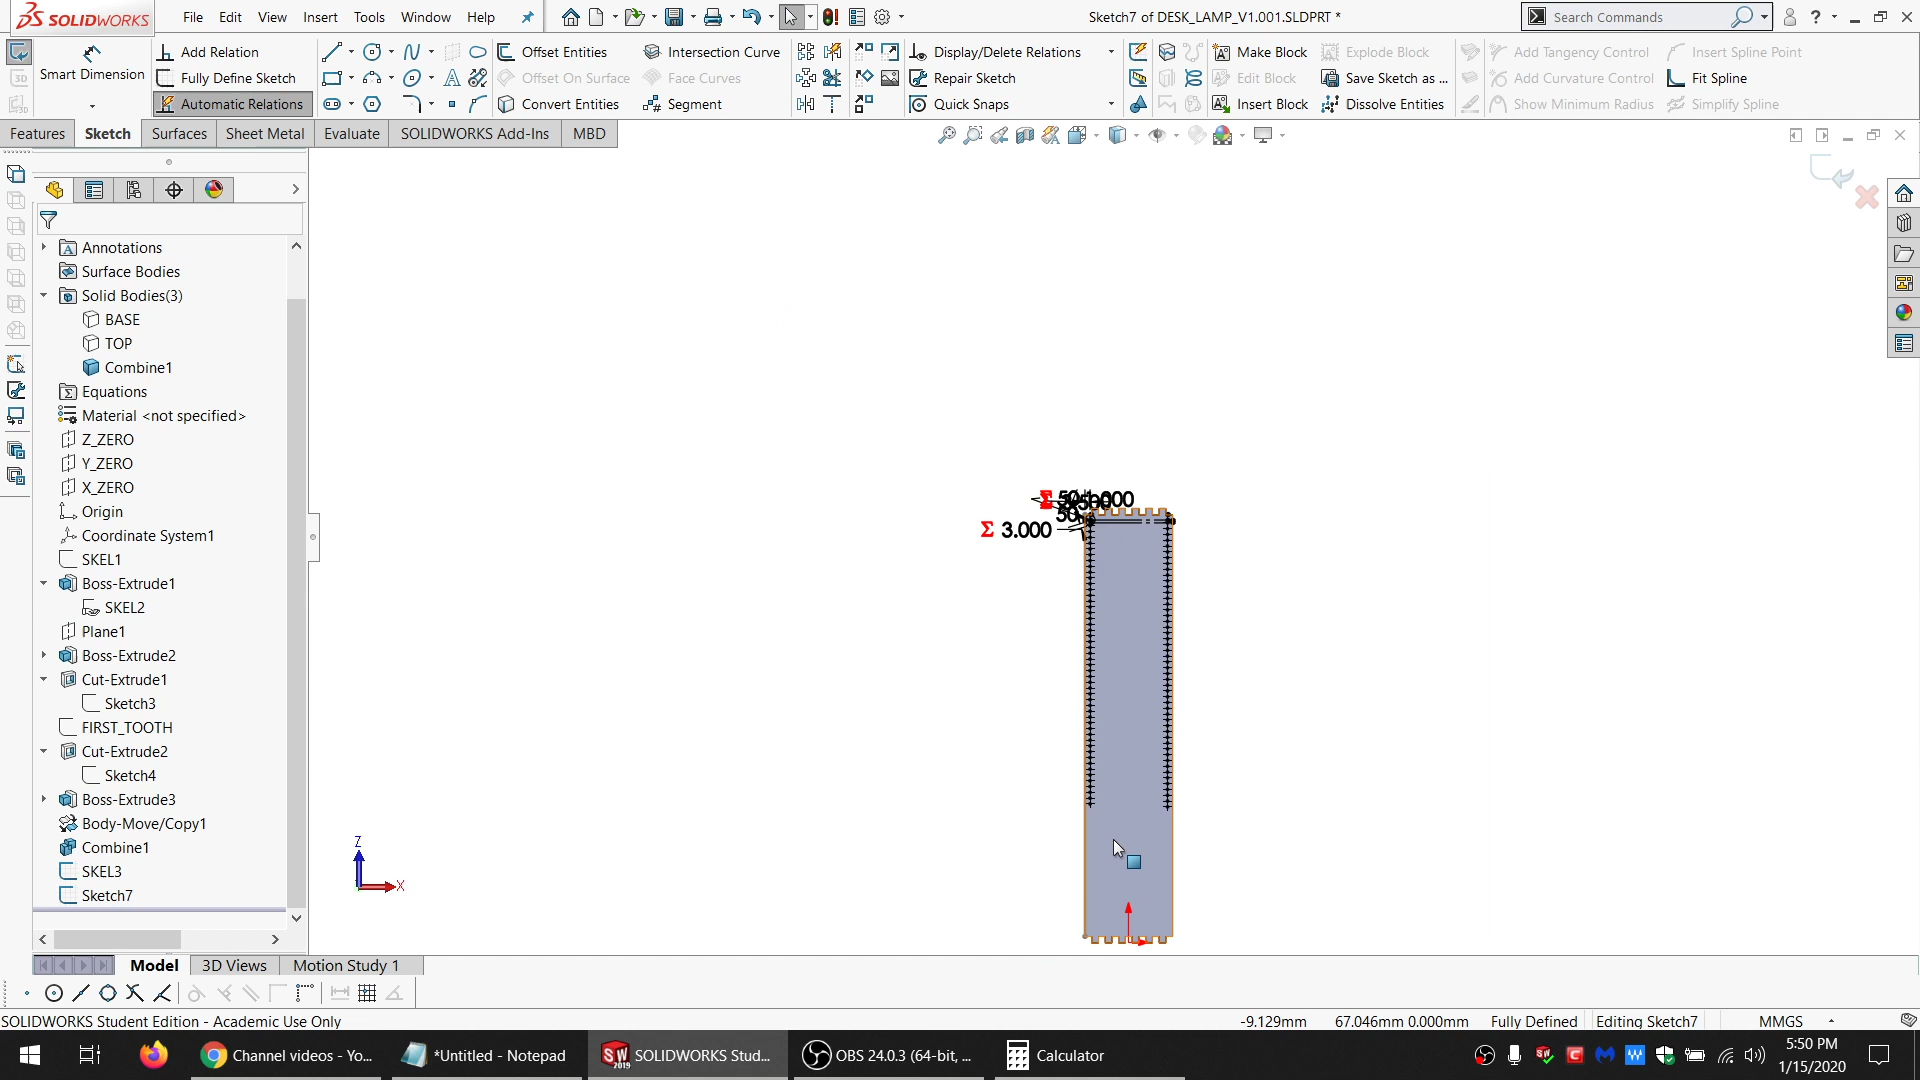 SOLIDWORKS
File Edit View Insert Tools Window Help
Sketch7 of DESK_LAMP_V1.001.SLDPRT *
Search Commands
Smart Dimension
Add Relation
Fully Define Sketch
Automatic Relations
Offset Entities
Offset On Surface
Convert Entities
Intersection Curve
Face Curves
Segment
Display/Delete Relations
Repair Sketch
Quick Snaps
Make Block
Edit Block
Insert Block
Explode Block
Save Sketch as ...
Dissolve Entities
Add Tangency Control
Add Curvature Control
Show Minimum Radius
Insert Spline Point
Fit Spline
Simplify Spline
Features Sketch Surfaces Sheet Metal Evaluate SOLIDWORKS Add-Ins MBD
Annotations
Surface Bodies
Solid Bodies(3)
BASE
TOP
Combine1
Equations
Material <not specified>
Z_ZERO
Y_ZERO
X_ZERO
Origin
Coordinate System1
SKEL1
Boss-Extrude1
SKEL2
Plane1
Boss-Extrude2
Cut-Extrude1
Sketch3
FIRST_TOOTH
Cut-Extrude2
Sketch4
Boss-Extrude3
Body-Move/Copy1
Combine1
SKEL3
Sketch7
Σ 3.000
Z
X
Model 3D Views Motion Study 1
SOLIDWORKS Student Edition - Academic Use Only
-9.129mm 67.046mm 0.000mm Fully Defined Editing Sketch7 MMGS
Channel videos - Yo...
*Untitled - Notepad
SOLIDWORKS Stud...
OBS 24.0.3 (64-bit, ...
Calculator
5:50 PM
1/15/2020